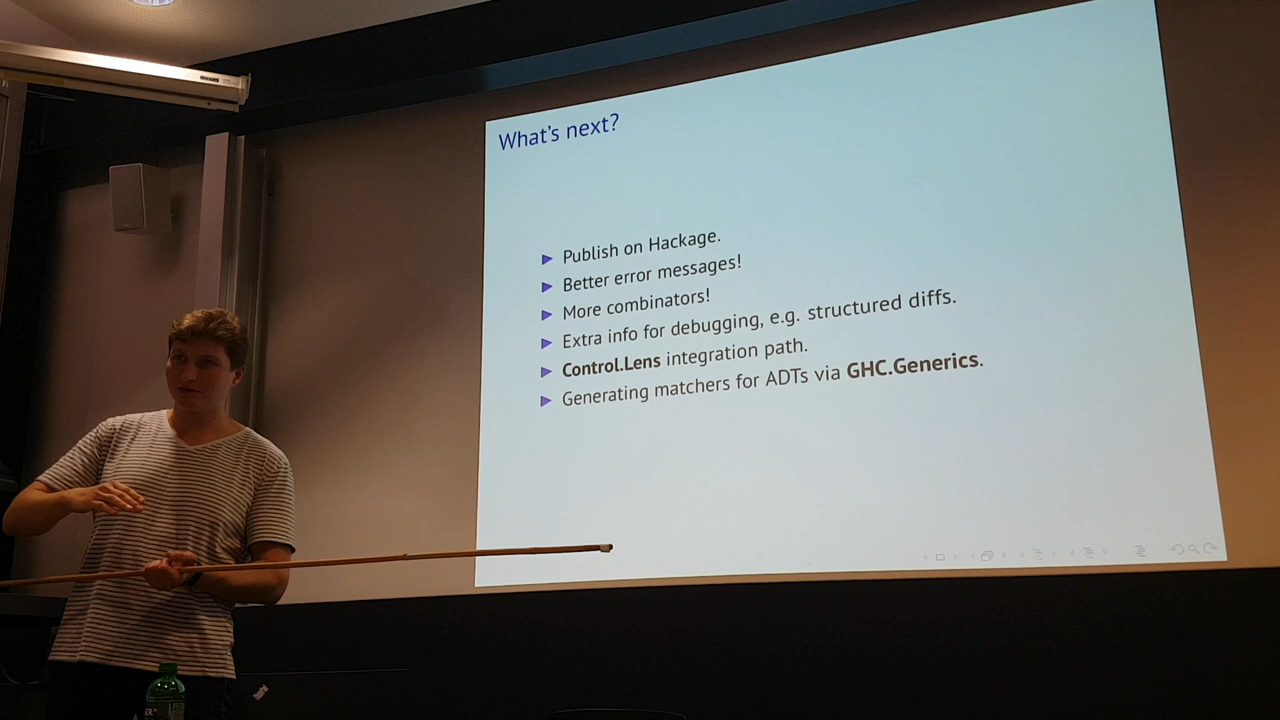 What's next?
Publish on Hackage.
Better error messages!
More combinators!
Extra info for debugging, e.g. structured diffs.
Control.Lens integration path.
Generating matchers for ADTs via GHC.Generics.